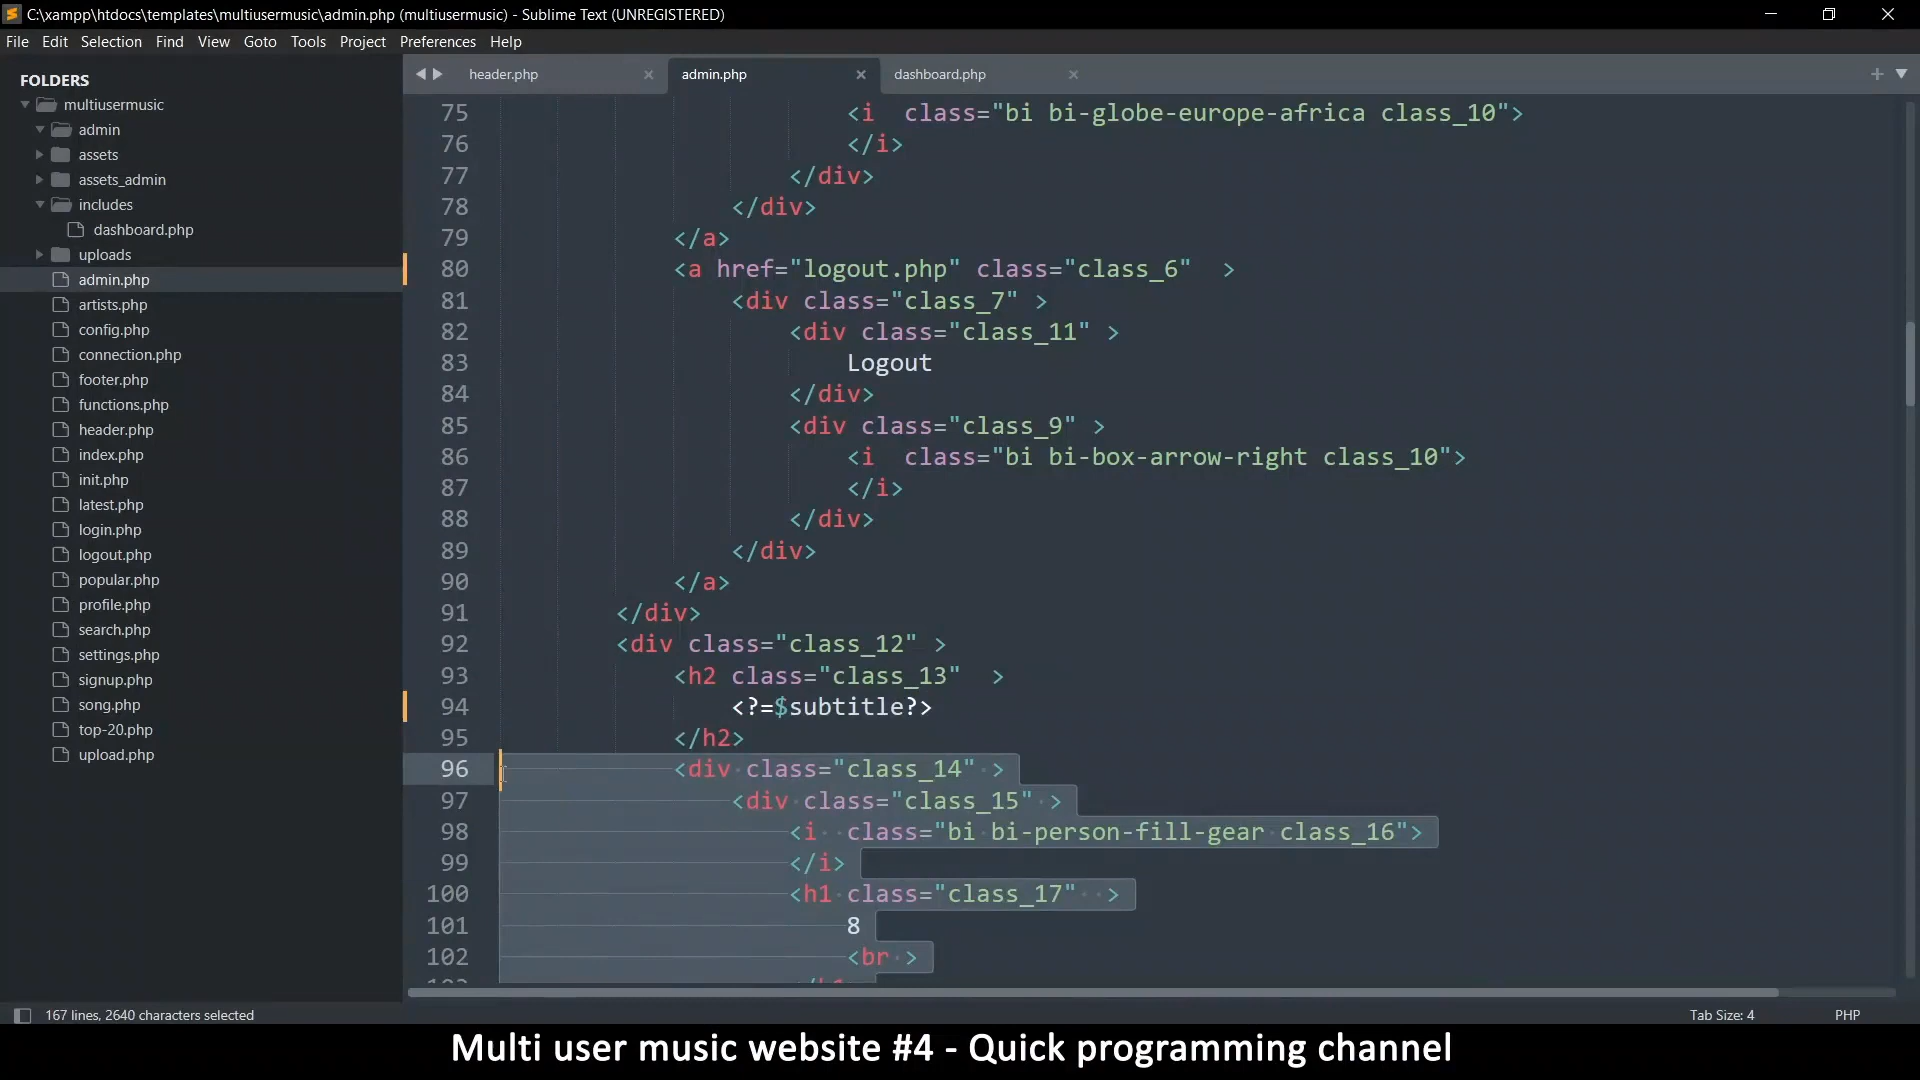 C:\xampp\htdocs\templates\multiusermusic\admin.php (multiusermusic) - Sublime Text (UNREGISTERED)
File Edit Selection Find View Goto Tools Project Preferences Help
FOLDERS
multiusermusic
admin
assets
assets_admin
includes
dashboard.php
uploads
admin.php
artists.php
config.php
connection.php
footer.php
functions.php
header.php
index.php
init.php
latest.php
login.php
logout.php
popular.php
profile.php
search.php
settings.php
signup.php
song.php
top-20.php
upload.php
header.php admin.php dashboard.php
75 <i  class="bi bi-globe-europe-africa class_10">
76 </i>
77 </div>
78 </div>
79 </a>
80 <a href="logout.php" class="class_6"  >
81 <div class="class_7" >
82 <div class="class_11" >
83 Logout
84 </div>
85 <div class="class_9" >
86 <i  class="bi bi-box-arrow-right class_10">
87 </i>
88 </div>
89 </div>
90 </a>
91 </div>
92 <div class="class_12" >
93 <h2 class="class_13"  >
94 <?=$subtitle?>
95 </h2>
96 <div class="class_14" >
97 <div class="class_15" >
98 <i  class="bi bi-person-fill-gear class_16">
99 </i>
100 <h1 class="class_17"  >
101 8
102 <br >
167 lines, 2640 characters selected
Tab Size: 4 PHP
Multi user music website #4 - Quick programming channel